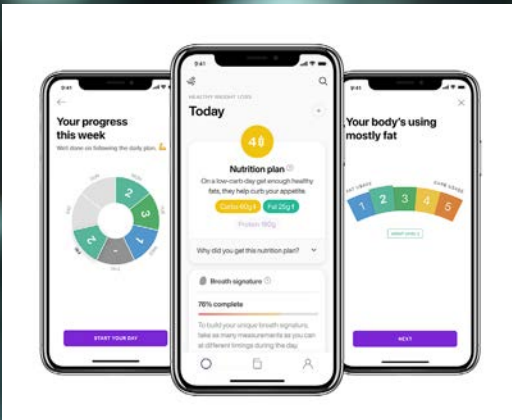 9:41
Your progress
this week
Well done on following the daily plan.
2
3
1
-
2
START YOUR DAY
9:41
HEALTHY WEIGHT LOSS
Today
4
Nutrition plan
On a low-carb day get enough healthy
fats, they help curb your appetite.
Carbs 60g
Fat 25g
Protein
Why did you get this nutrition plan?
Breath signature
76% complete
To build your unique breath signature,
take as many measurements as you can
at different timings during the day.
9:41
Your body's using
mostly fat
FAT USAGE
CARB USAGE
1
2
3
4
5
NEXT